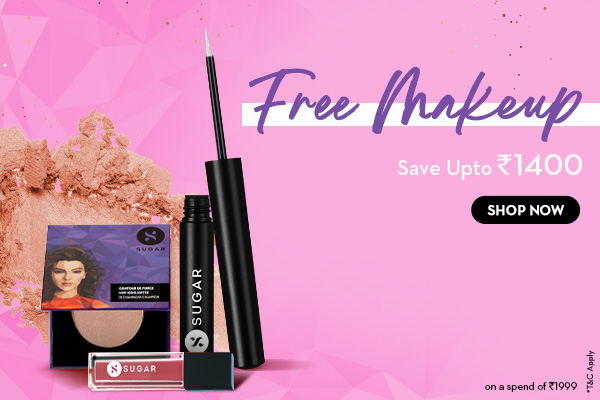 Free Makeup
Save Upto ₹1400
SHOP NOW
SUGAR
CONTOUR DE FORCE
MINI HIGHLIGHTER
SUGAR
SUGAR
on a spend of ₹1999
*T&C Apply